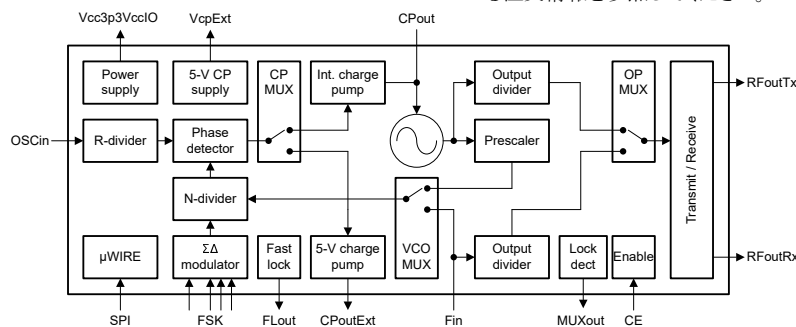 Vcc3p3VccIO
VcpExt
CPout
Power
supply
5-V CP
supply
CP
MUX
Int. charge
pump
Output
divider
OP
MUX
RFoutTx
OSCin
R-divider
Phase
detector
Prescaler
Transmit / Receive
N-divider
µWIRE
ΣΔ
modulator
Fast
lock
5-V charge
pump
VCO
MUX
Output
divider
Lock
dect
Enable
RFoutRx
SPI
FSK
FLout
CPoutExt
Fin
MUXout
CE